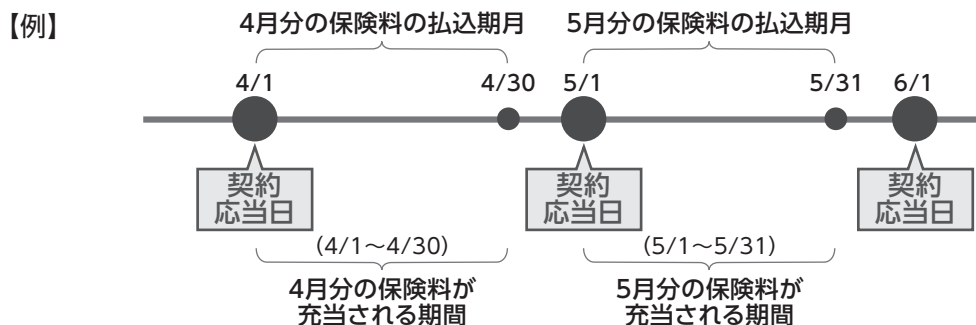 【例】
4月分の保険料の払込期月
5月分の保険料の払込期月
4/1
4/30
5/1
5/31
6/1
契約
応当日
契約
応当日
契約
応当日
(4/1~4/30)
(5/1~5/31)
4月分の保険料が
充当される期間
5月分の保険料が
充当される期間